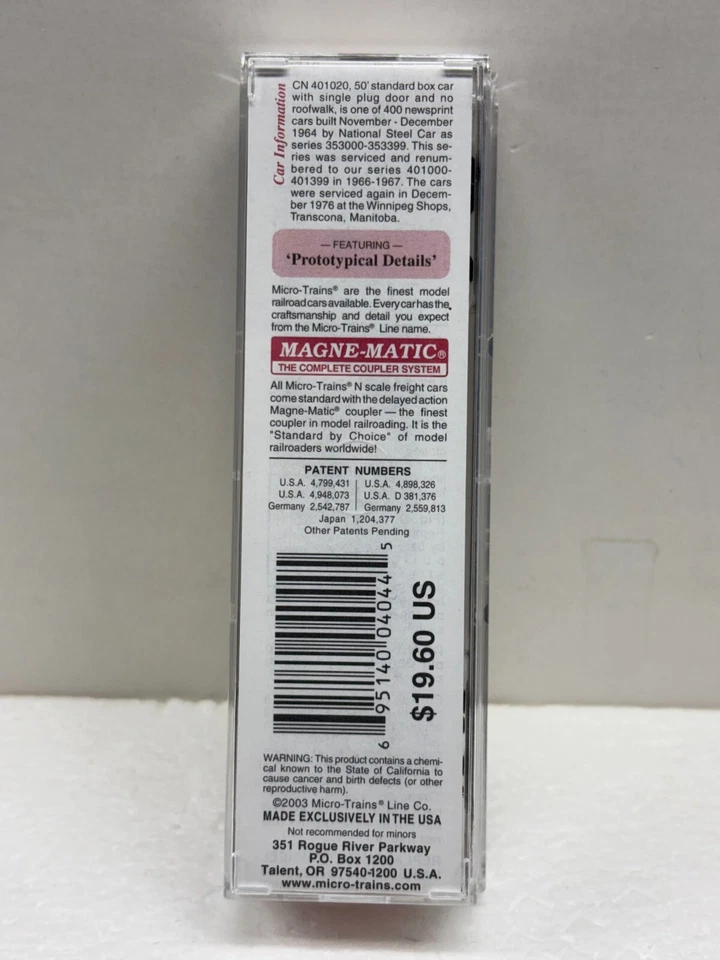 Car Information
CN 401020, 50' standard box car
with single plug door and no
roofwalk, is one of 400 newsprint
cars built November - December
1964 by National Steel Car as
series 353000-353399. This se-
ries was serviced and renum-
bered to our series 401000-
401399 in 1966-1967. The cars
were serviced again in Decem-
ber 1976 at the Winnipeg Shops,
Transcona, Manitoba.
— FEATURING —
'Prototypical Details'
Micro-Trains® are the finest model
railroad cars available. Every car has the
craftsmanship and detail you expect
from the Micro-Trains® Line name.
MAGNE-MATIC®
THE COMPLETE COUPLER SYSTEM
All Micro-Trains® N scale freight cars
come standard with the delayed action
Magne-Matic® coupler — the finest
coupler in model railroading. It is the
"Standard by Choice" of model
railroaders worldwide!
PATENT NUMBERS
U.S.A. 4,799,431 U.S.A. 4,898,326
U.S.A. 4,948,073 U.S.A. D 381,376
Germany 2,542,787 Germany 2,559,813
Japan 1,204,377
Other Patents Pending
6 95140 04044 5
$19.60 US
WARNING: This product contains a chemi-
cal known to the State of California to
cause cancer and birth defects (or other
reproductive harm).
©2003 Micro-Trains® Line Co.
MADE EXCLUSIVELY IN THE USA
Not recommended for minors
351 Rogue River Parkway
P.O. Box 1200
Talent, OR 97540-1200 U.S.A.
www.micro-trains.com